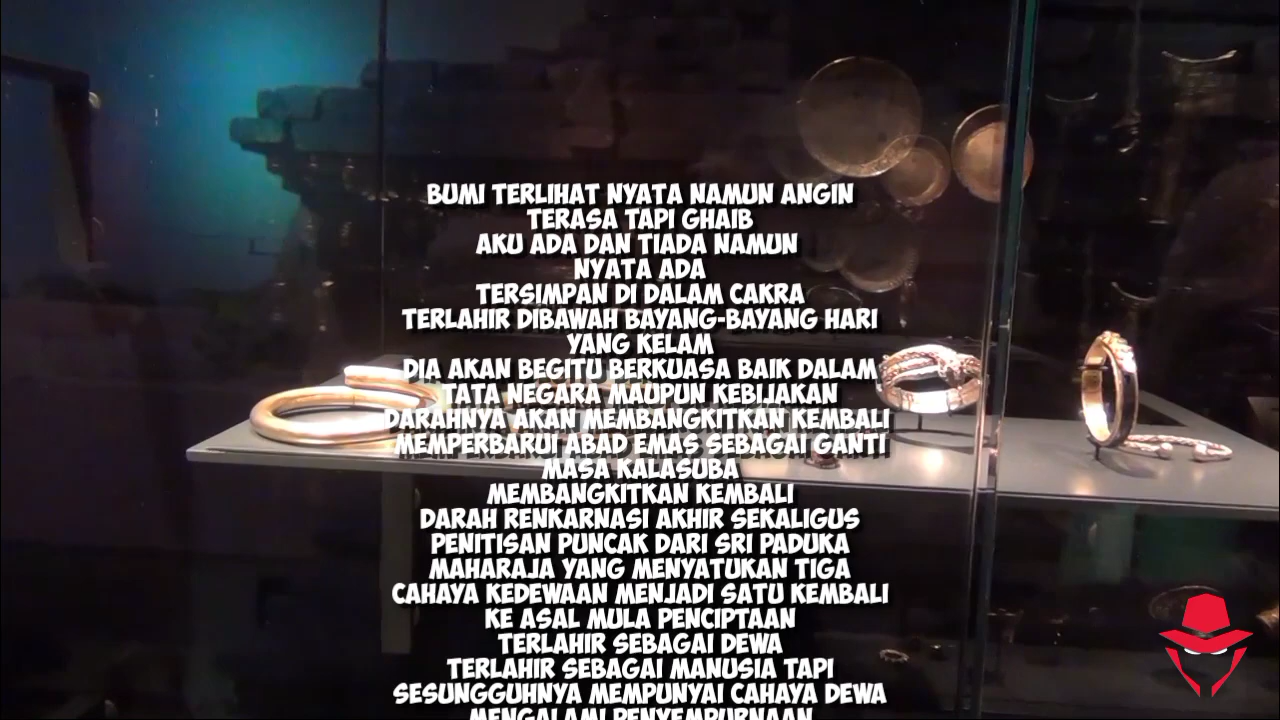 BUMI TERLIHAT NYATA NAMUN ANGIN
TERASA TAPI GHAIB
AKU ADA DAN TIADA NAMUN
NYATA ADA
TERSIMPAN DI DALAM CAKRA
TERLAHIR DIBAWAH BAYANG-BAYANG HARI
YANG KELAM
DIA AKAN BEGITU BERKUASA BAIK DALAM
TATA NEGARA MAUPUN KEBIJAKAN
DARAHNYA AKAN MEMBANGKITKAN KEMBALI
MEMPERBARUI ABAD EMAS SEBAGAI GANTI
MASA KALASUBA
MEMBANGKITKAN KEMBALI
DARAH RENKARNASI AKHIR SEKALIGUS
PENITISAN PUNCAK DARI SRI PADUKA
MAHARAJA YANG MENYATUKAN TIGA
CAHAYA KEDEWAAN MENJADI SATU KEMBALI
KE ASAL MULA PENCIPTAAN
TERLAHIR SEBAGAI DEWA
TERLAHIR SEBAGAI MANUSIA TAPI
SESUNGGUHNYA MEMPUNYAI CAHAYA DEWA
MENGALAMI PENYEMPURNAAN